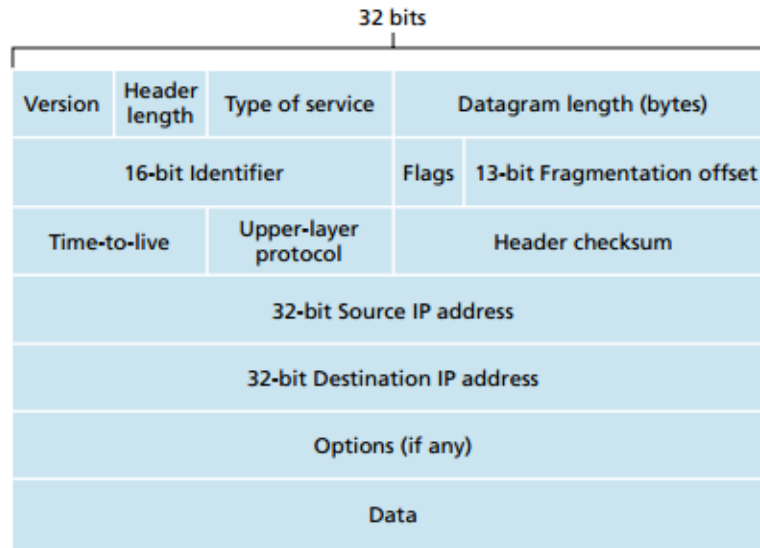 32 bits
Version
Header
length
Type of service
Datagram length (bytes)
16-bit Identifier
Flags
13-bit Fragmentation offset
Time-to-live
Upper-layer
protocol
Header checksum
32-bit Source IP address
32-bit Destination IP address
Options (if any)
Data